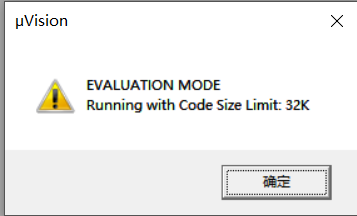 µVision
EVALUATION MODE
Running with Code Size Limit: 32K
确定